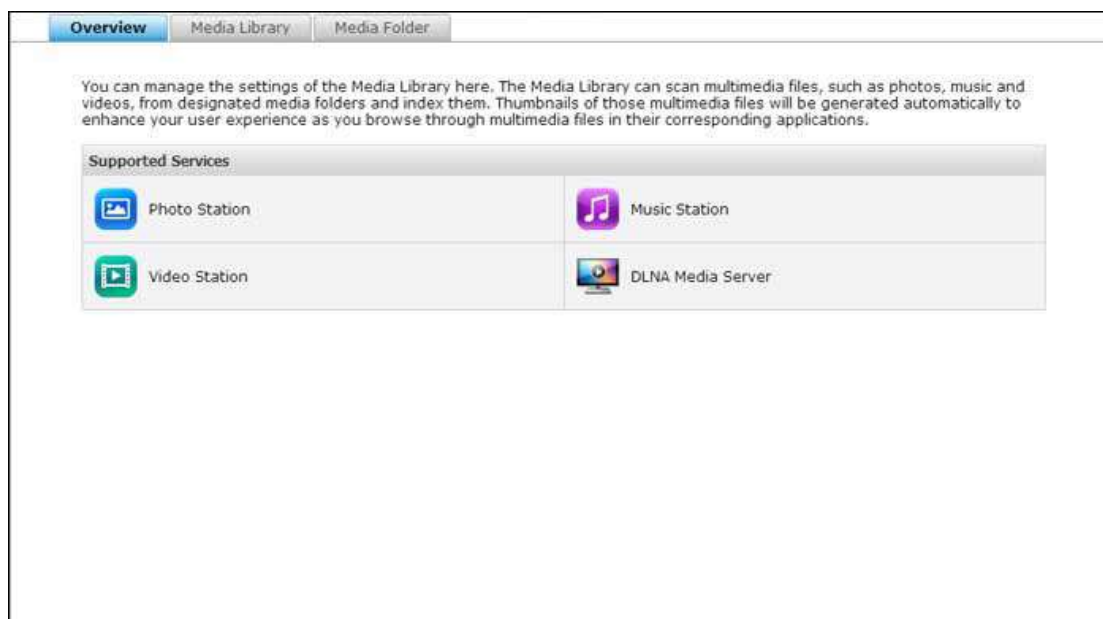 Overview Media Library Media Folder
You can manage the settings of the Media Library here. The Media Library can scan multimedia files, such as photos, music and
videos, from designated media folders and index them. Thumbnails of those multimedia files will be generated automatically to
enhance your user experience as you browse through multimedia files in their corresponding applications.
Supported Services
Photo Station Music Station
Video Station DLNA Media Server